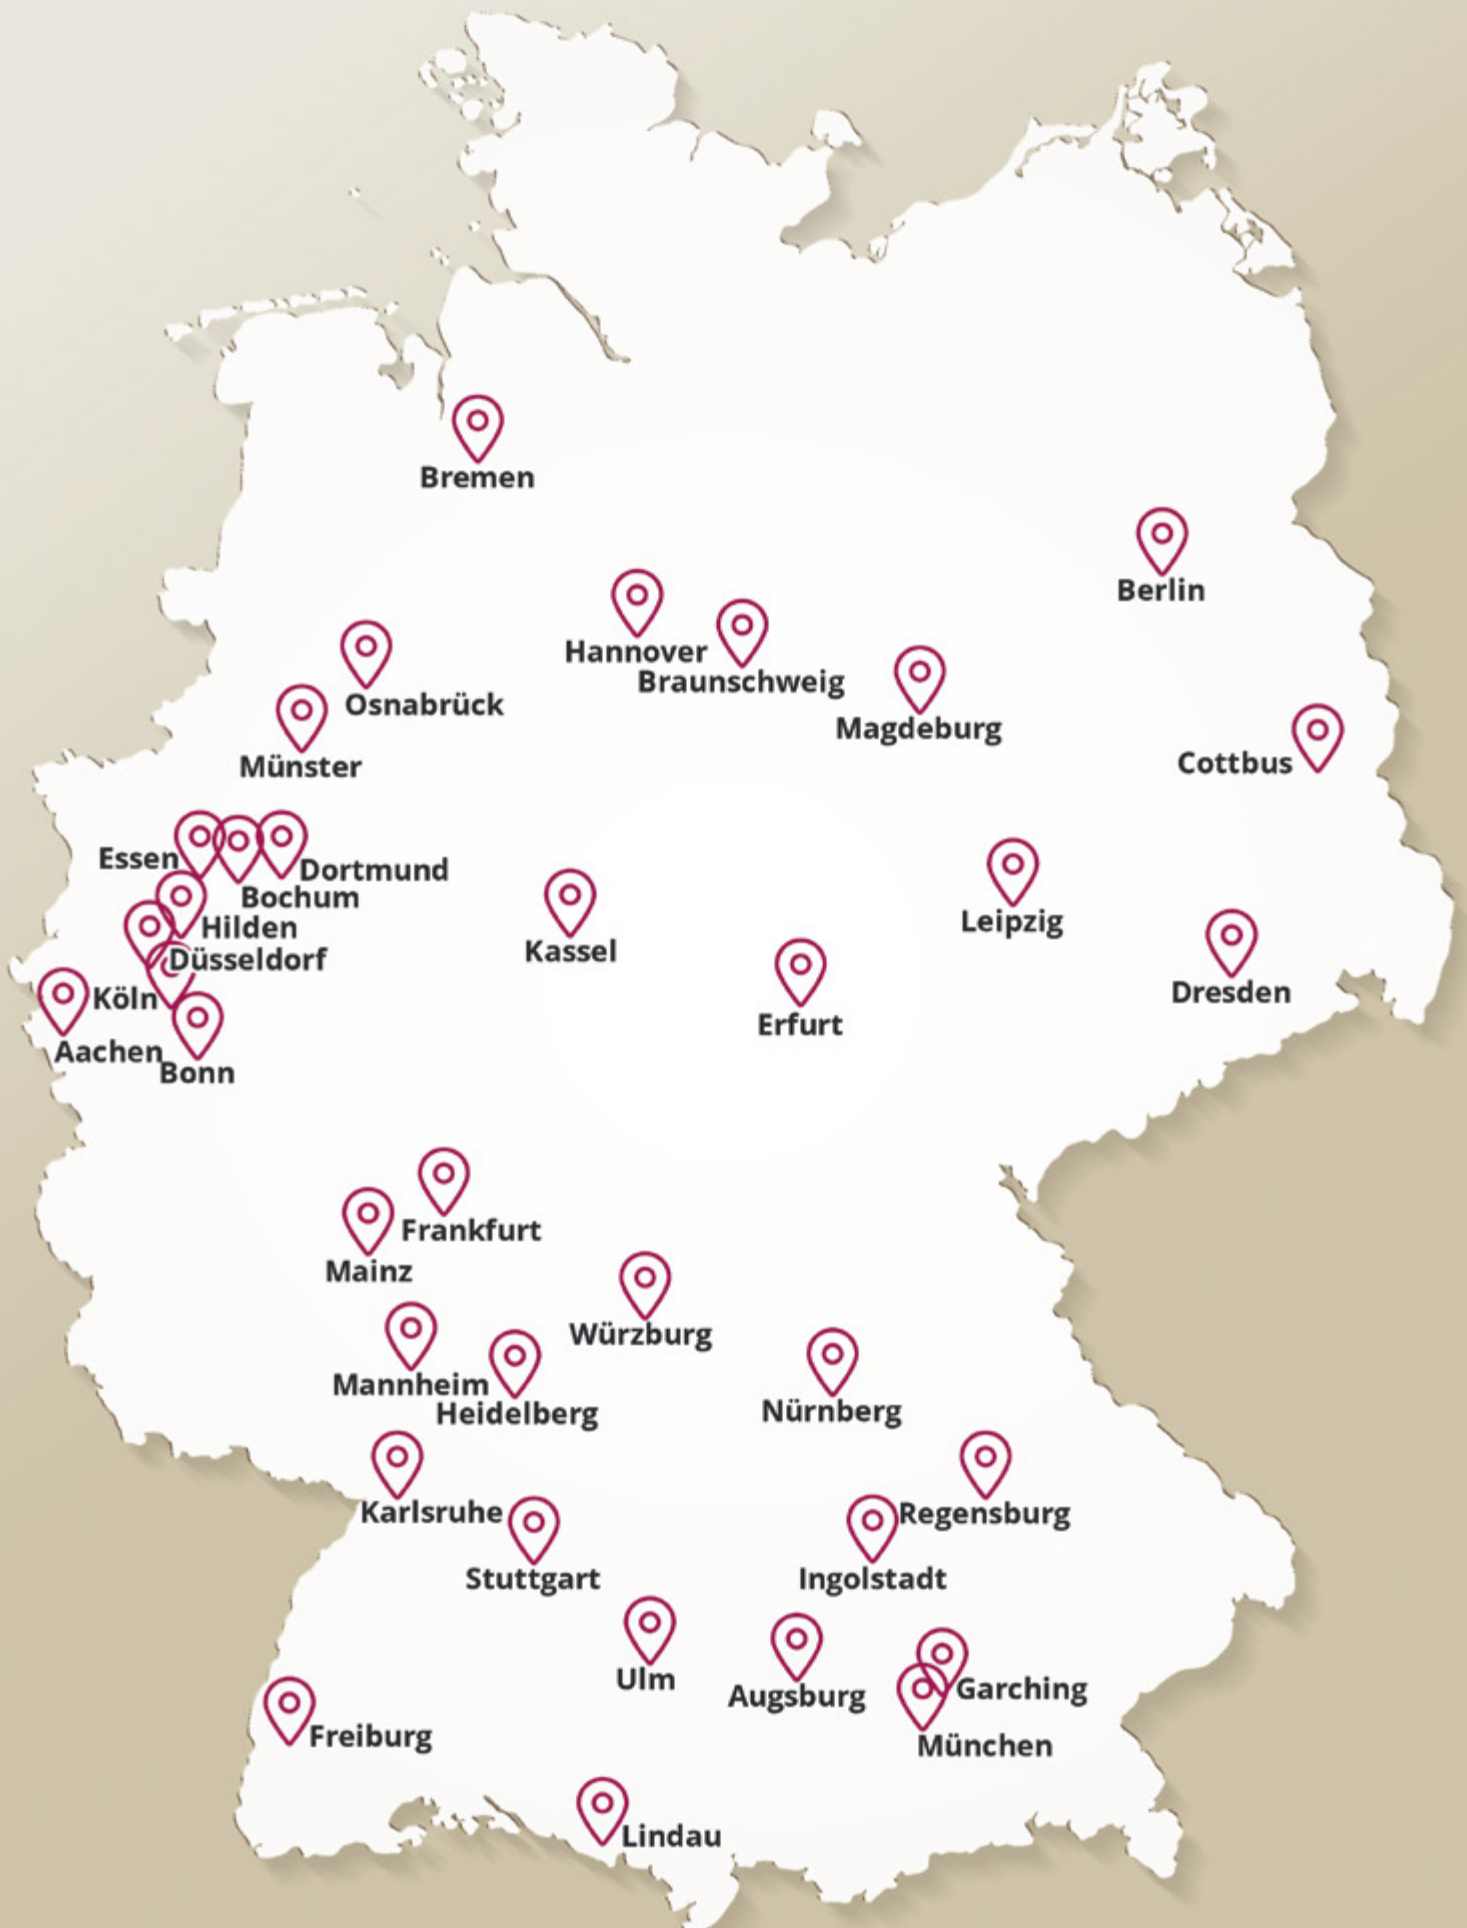 Bremen
Berlin
Hannover
Braunschweig
Osnabrück
Magdeburg
Münster
Cottbus
Essen
Dortmund
Bochum
Hilden
Düsseldorf
Köln
Aachen
Bonn
Kassel
Leipzig
Dresden
Erfurt
Frankfurt
Mainz
Würzburg
Mannheim
Heidelberg
Nürnberg
Karlsruhe
Regensburg
Stuttgart
Ingolstadt
Ulm
Augsburg
Garching
Freiburg
München
Lindau